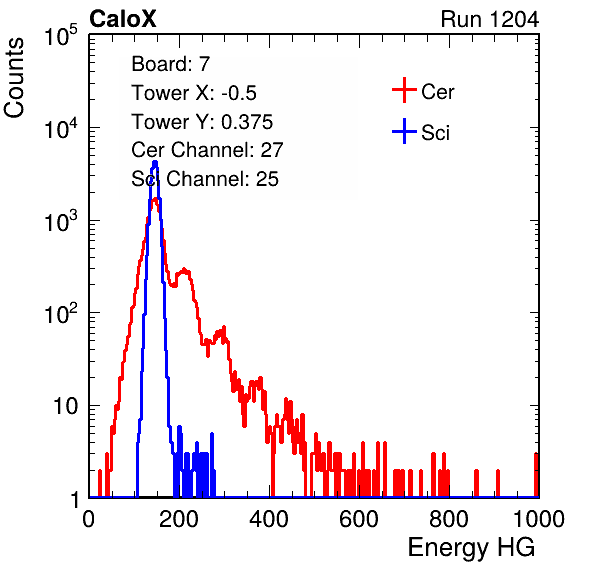 CaloX Run 1204
Counts
10^5
10^4
10^3
10^2
10
1
Board: 7
Tower X: -0.5
Tower Y: 0.375
Cer Channel: 27
Sci Channel: 25
Cer
Sci
0 200 400 600 800 1000
Energy HG